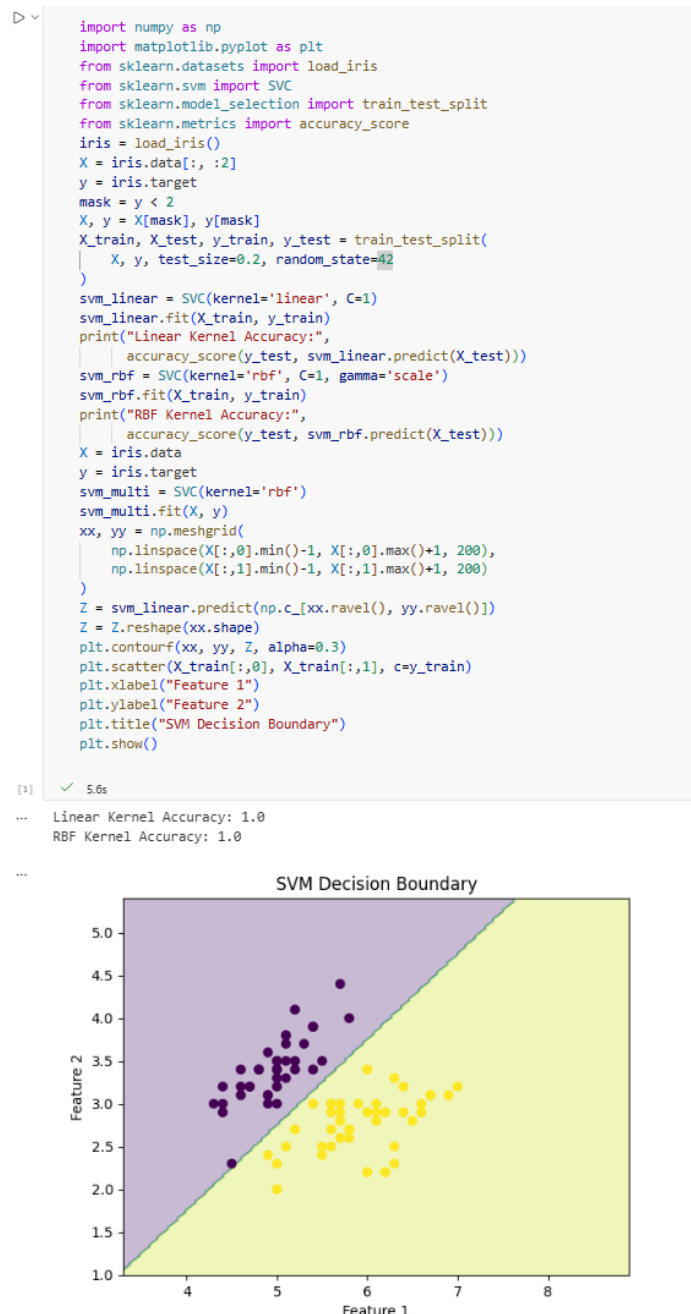 import numpy as np
import matplotlib.pyplot as plt
from sklearn.datasets import load_iris
from sklearn.svm import SVC
from sklearn.model_selection import train_test_split
from sklearn.metrics import accuracy_score
iris = load_iris()
X = iris.data[:, :2]
y = iris.target
mask = y < 2
X, y = X[mask], y[mask]
X_train, X_test, y_train, y_test = train_test_split(
    X, y, test_size=0.2, random_state=42
)
svm_linear = SVC(kernel='linear', C=1)
svm_linear.fit(X_train, y_train)
print("Linear Kernel Accuracy:",
      accuracy_score(y_test, svm_linear.predict(X_test)))
svm_rbf = SVC(kernel='rbf', C=1, gamma='scale')
svm_rbf.fit(X_train, y_train)
print("RBF Kernel Accuracy:",
      accuracy_score(y_test, svm_rbf.predict(X_test)))
X = iris.data
y = iris.target
svm_multi = SVC(kernel='rbf')
svm_multi.fit(X, y)
xx, yy = np.meshgrid(
    np.linspace(X[:,0].min()-1, X[:,0].max()+1, 200),
    np.linspace(X[:,1].min()-1, X[:,1].max()+1, 200)
)
Z = svm_linear.predict(np.c_[xx.ravel(), yy.ravel()])
Z = Z.reshape(xx.shape)
plt.contourf(xx, yy, Z, alpha=0.3)
plt.scatter(X_train[:,0], X_train[:,1], c=y_train)
plt.xlabel("Feature 1")
plt.ylabel("Feature 2")
plt.title("SVM Decision Boundary")
plt.show()
[1] ✓ 5.6s
... Linear Kernel Accuracy: 1.0
RBF Kernel Accuracy: 1.0
...
SVM Decision Boundary
5.0
4.5
4.0
3.5
3.0
2.5
2.0
1.5
1.0
Feature 2
4 5 6 7 8
Feature 1